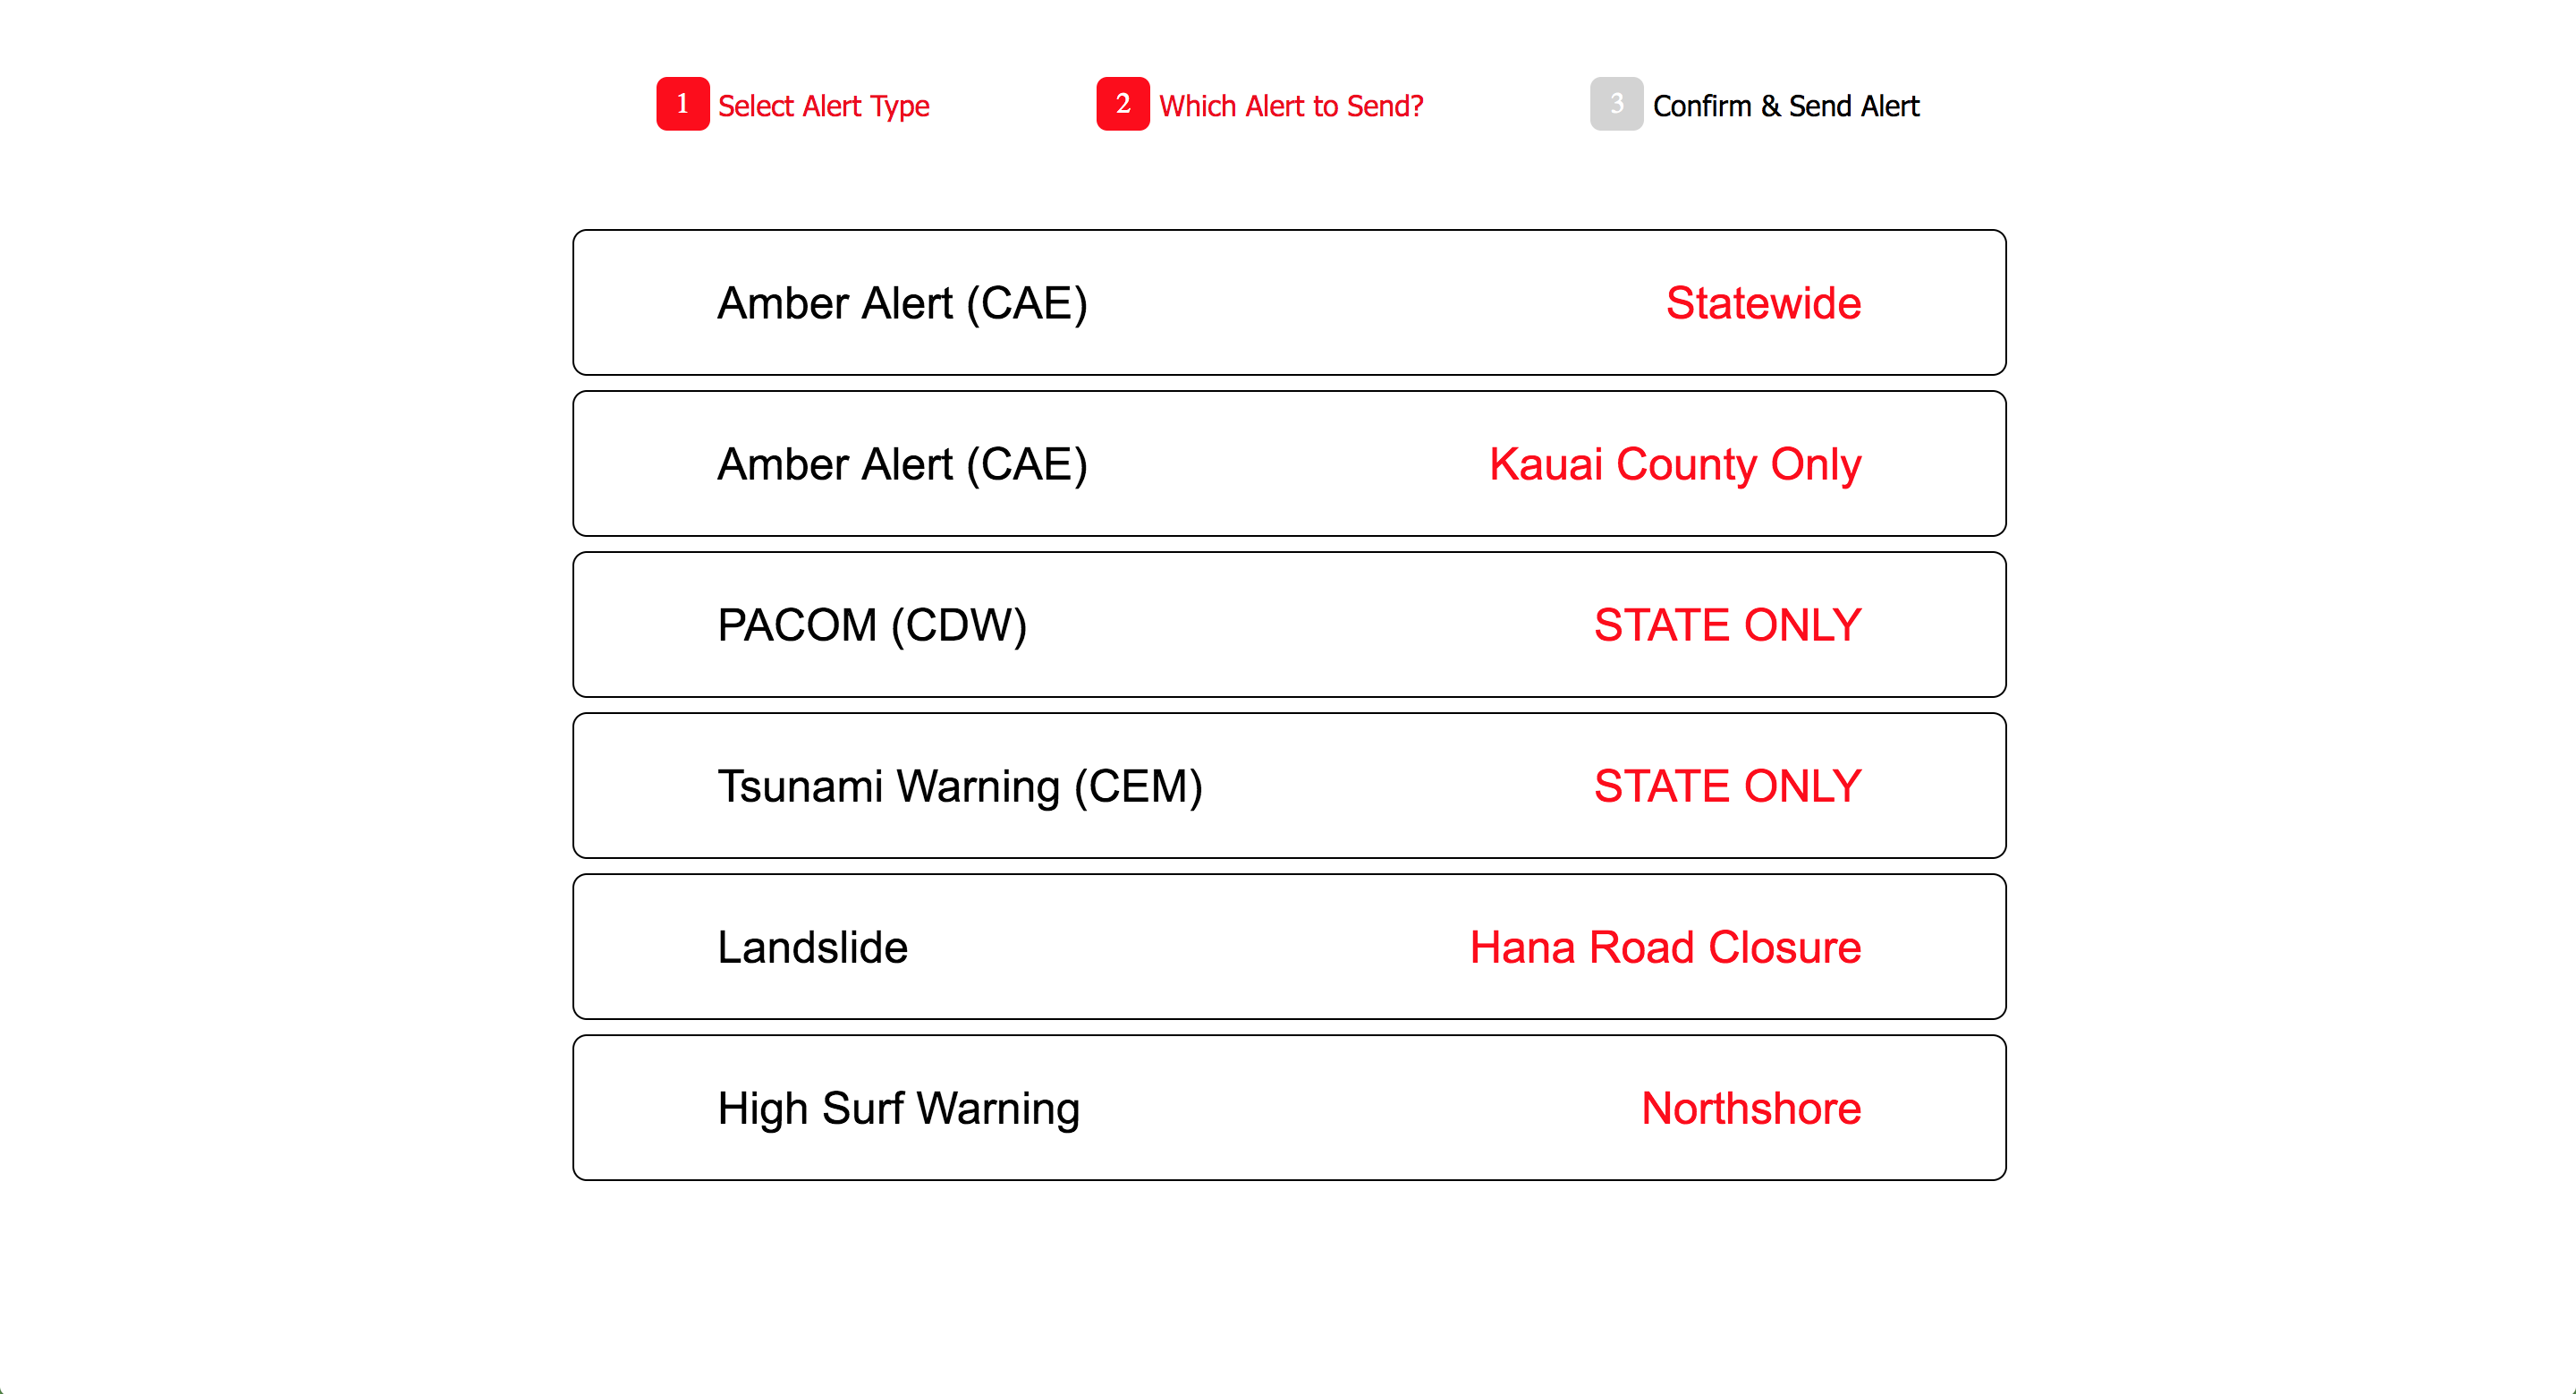 1 Select Alert Type 2 Which Alert to Send? 3 Confirm & Send Alert
Amber Alert (CAE) Statewide
Amber Alert (CAE) Kauai County Only
PACOM (CDW) STATE ONLY
Tsunami Warning (CEM) STATE ONLY
Landslide Hana Road Closure
High Surf Warning Northshore